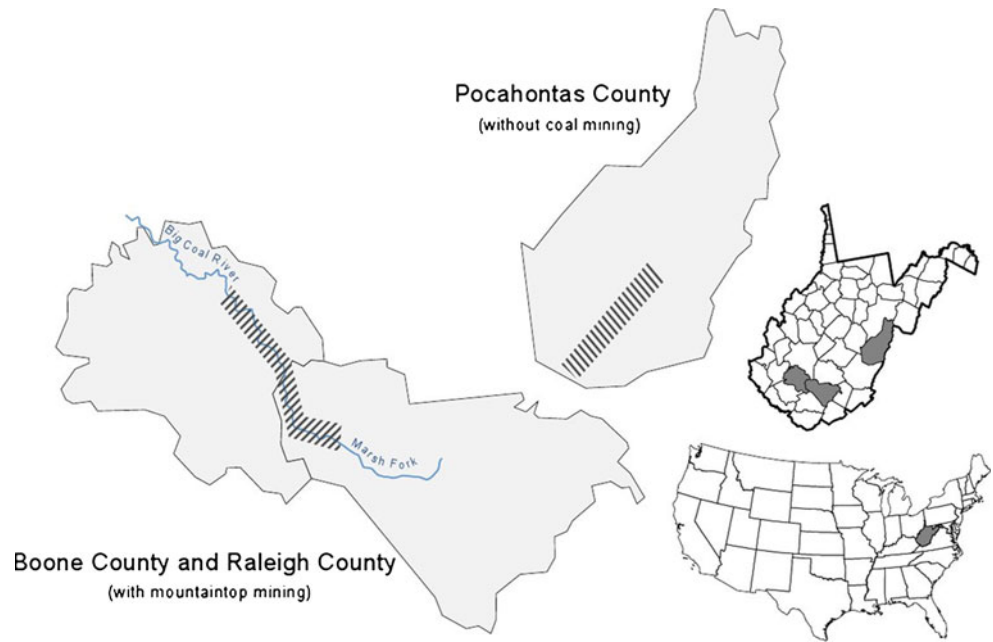 Pocahontas County
(without coal mining)
Big Coal River
Marsh Fork
Boone County and Raleigh County
(with mountaintop mining)